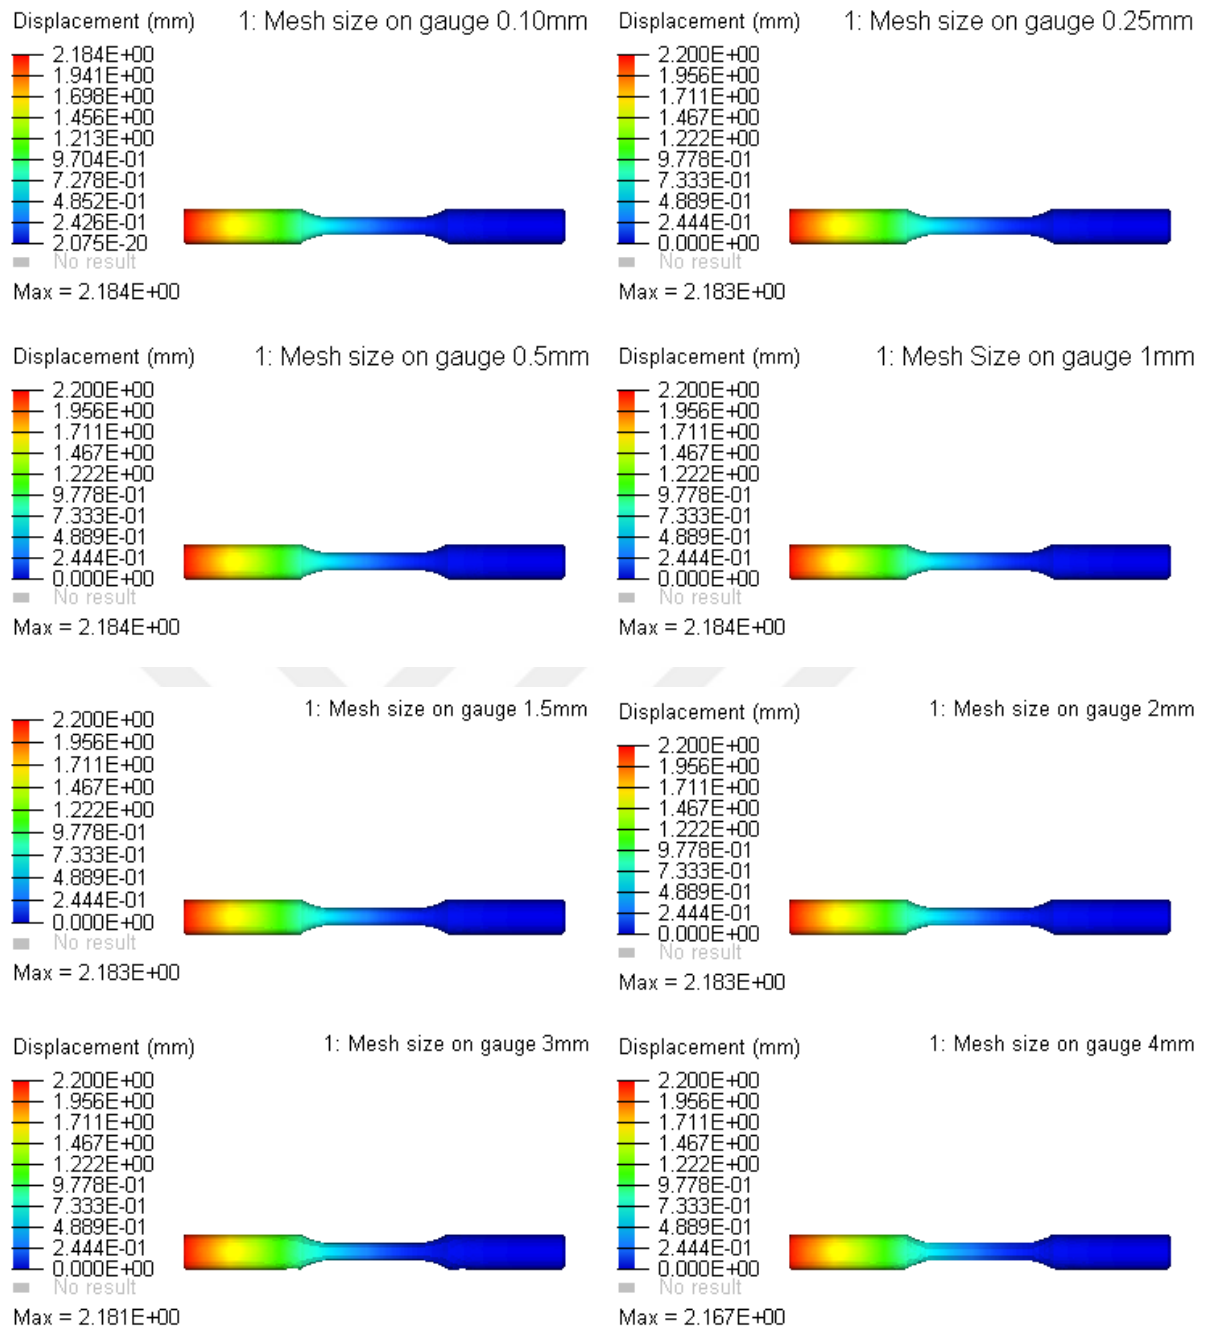 Displacement (mm) 1: Mesh size on gauge 0.10mm
2.184E+00
1.941E+00
1.698E+00
1.456E+00
1.213E+00
9.704E-01
7.278E-01
4.852E-01
2.426E-01
2.075E-20
No result
Max = 2.184E+00
Displacement (mm) 1: Mesh size on gauge 0.25mm
2.200E+00
1.956E+00
1.711E+00
1.467E+00
1.222E+00
9.778E-01
7.333E-01
4.889E-01
2.444E-01
0.000E+00
No result
Max = 2.183E+00
Displacement (mm) 1: Mesh size on gauge 0.5mm
2.200E+00
1.956E+00
1.711E+00
1.467E+00
1.222E+00
9.778E-01
7.333E-01
4.889E-01
2.444E-01
0.000E+00
No result
Max = 2.184E+00
Displacement (mm) 1: Mesh Size on gauge 1mm
2.200E+00
1.956E+00
1.711E+00
1.467E+00
1.222E+00
9.778E-01
7.333E-01
4.889E-01
2.444E-01
0.000E+00
No result
Max = 2.184E+00
1: Mesh size on gauge 1.5mm
2.200E+00
1.956E+00
1.711E+00
1.467E+00
1.222E+00
9.778E-01
7.333E-01
4.889E-01
2.444E-01
0.000E+00
No result
Max = 2.183E+00
Displacement (mm) 1: Mesh size on gauge 2mm
2.200E+00
1.956E+00
1.711E+00
1.467E+00
1.222E+00
9.778E-01
7.333E-01
4.889E-01
2.444E-01
0.000E+00
No result
Max = 2.183E+00
Displacement (mm) 1: Mesh size on gauge 3mm
2.200E+00
1.956E+00
1.711E+00
1.467E+00
1.222E+00
9.778E-01
7.333E-01
4.889E-01
2.444E-01
0.000E+00
No result
Max = 2.181E+00
Displacement (mm) 1: Mesh size on gauge 4mm
2.200E+00
1.956E+00
1.711E+00
1.467E+00
1.222E+00
9.778E-01
7.333E-01
4.889E-01
2.444E-01
0.000E+00
No result
Max = 2.167E+00